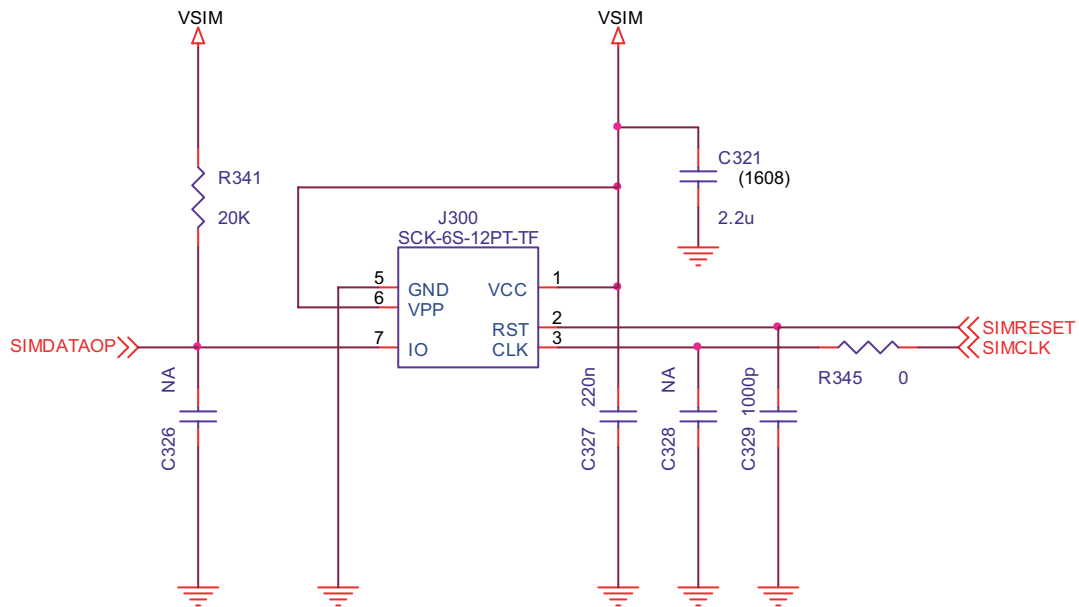 VSIM
VSIM
R341
20K
C321
(1608)
2.2u
J300
SCK-6S-12PT-TF
5
GND
6
VPP
7
IO
VCC
1
RST
2
CLK
3
SIMDATAOP
SIMRESET
SIMCLK
R345
0
NA
C326
220n
C327
NA
C328
1000p
C329